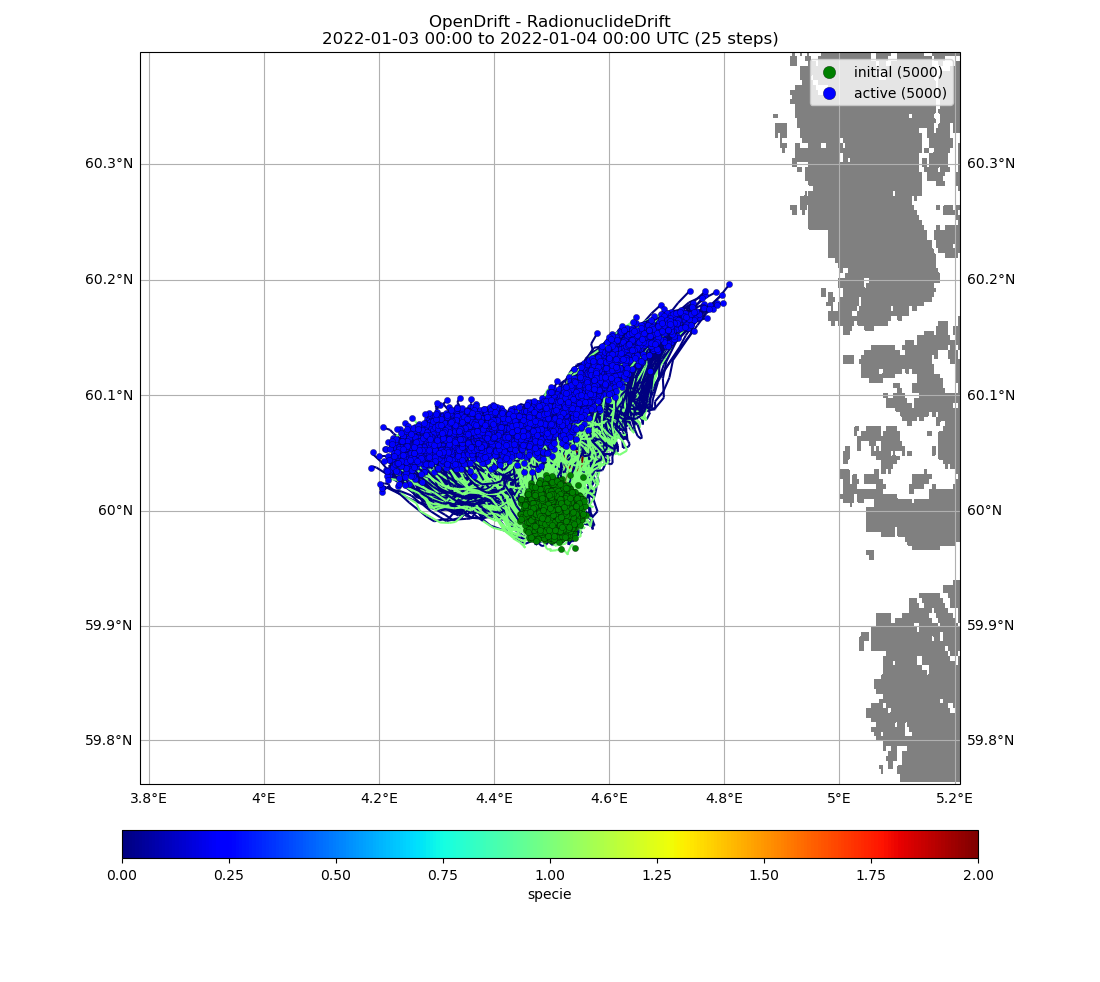 OpenDrift - RadionuclideDrift
2022-01-03 00:00 to 2022-01-04 00:00 UTC (25 steps)
initial (5000)
active (5000)
60.3°N 60.3°N
60.2°N 60.2°N
60.1°N 60.1°N
60°N 60°N
59.9°N 59.9°N
59.8°N 59.8°N
3.8°E 4°E 4.2°E 4.4°E 4.6°E 4.8°E 5°E 5.2°E
0.00 0.25 0.50 0.75 1.00 1.25 1.50 1.75 2.00
specie